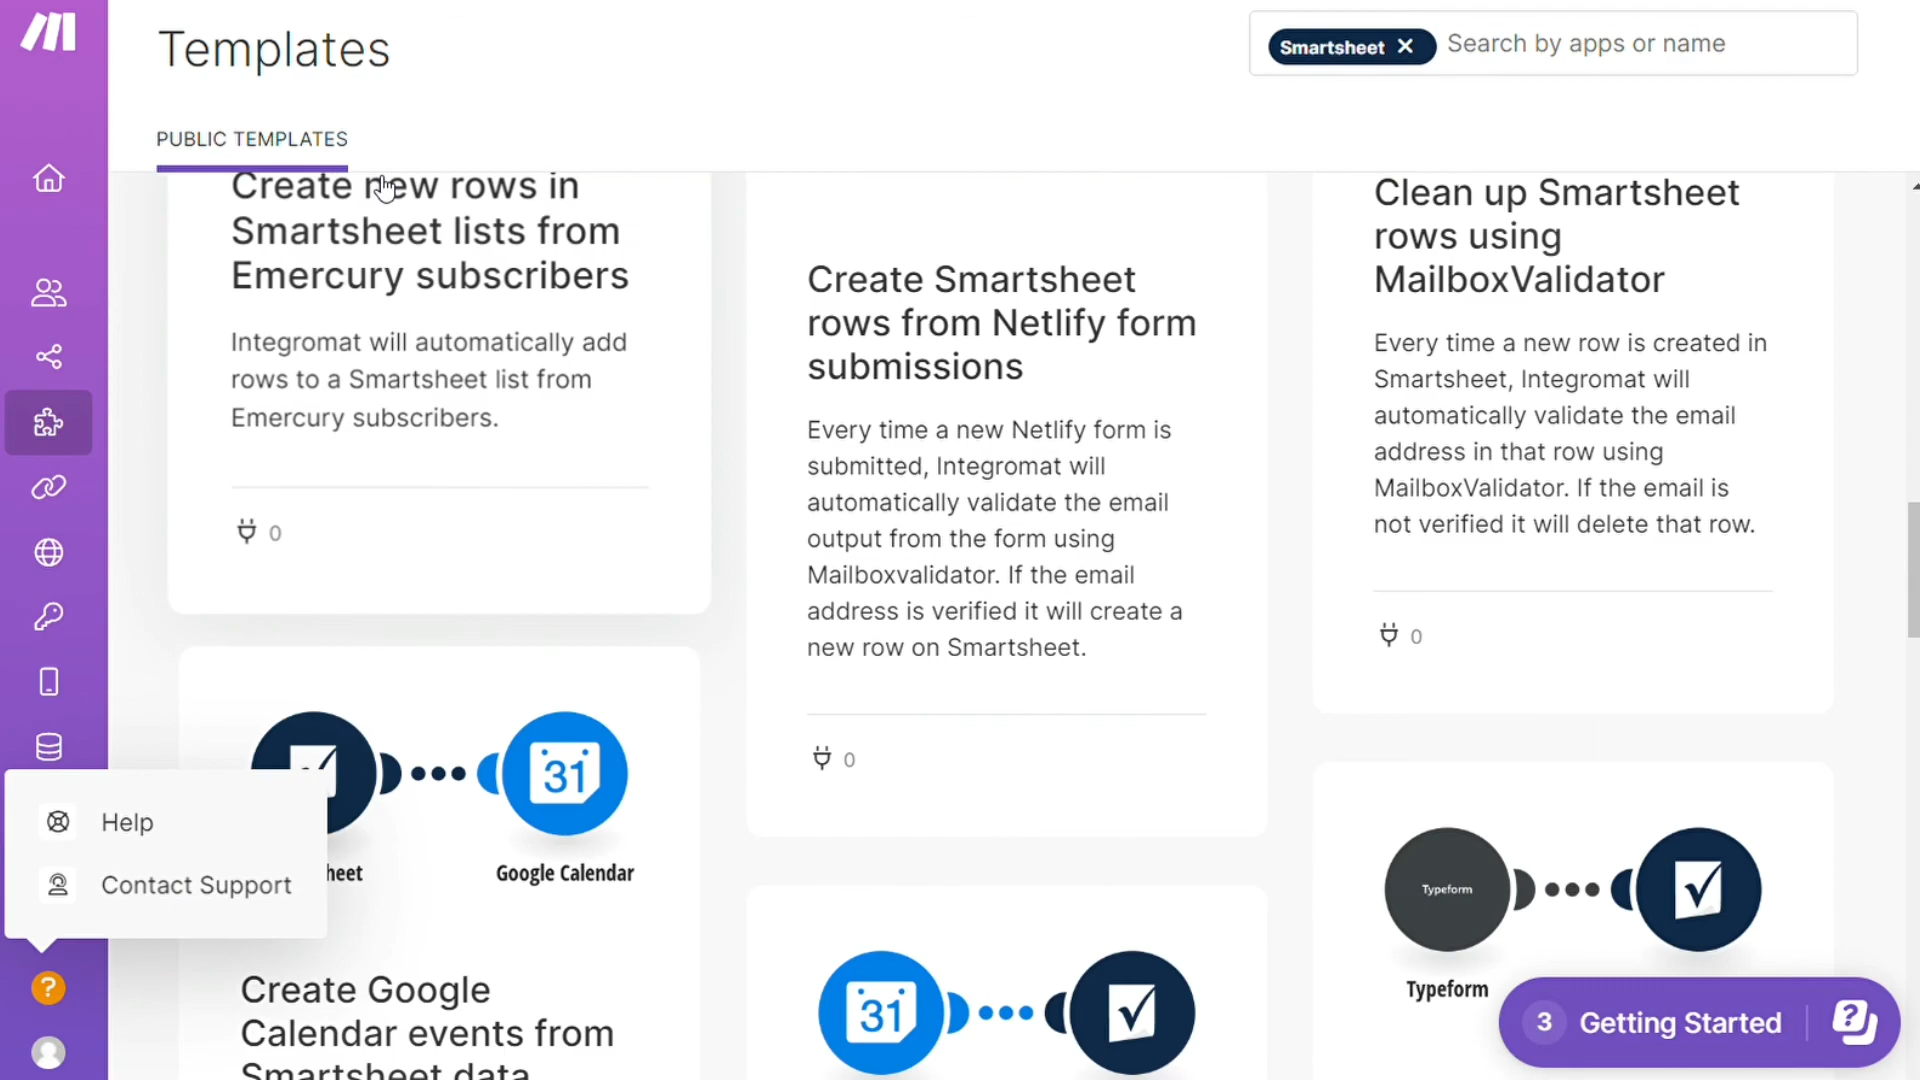 Templates
Smartsheet
Search by apps or name
PUBLIC TEMPLATES
Create new rows in
Smartsheet lists from
Emercury subscribers
Integromat will automatically add
rows to a Smartsheet list from
Emercury subscribers.
0
Create Smartsheet
rows from Netlify form
submissions
Every time a new Netlify form is
submitted, Integromat will
automatically validate the email
output from the form using
Mailboxvalidator. If the email
address is verified it will create a
new row on Smartsheet.
0
Clean up Smartsheet
rows using
MailboxValidator
Every time a new row is created in
Smartsheet, Integromat will
automatically validate the email
address in that row using
MailboxValidator. If the email is
not verified it will delete that row.
0
31
heet
Google Calendar
Create Google
Calendar events from
Smartsheet data
31
Typeform
Typeform
Help
Contact Support
?
3 Getting Started
?